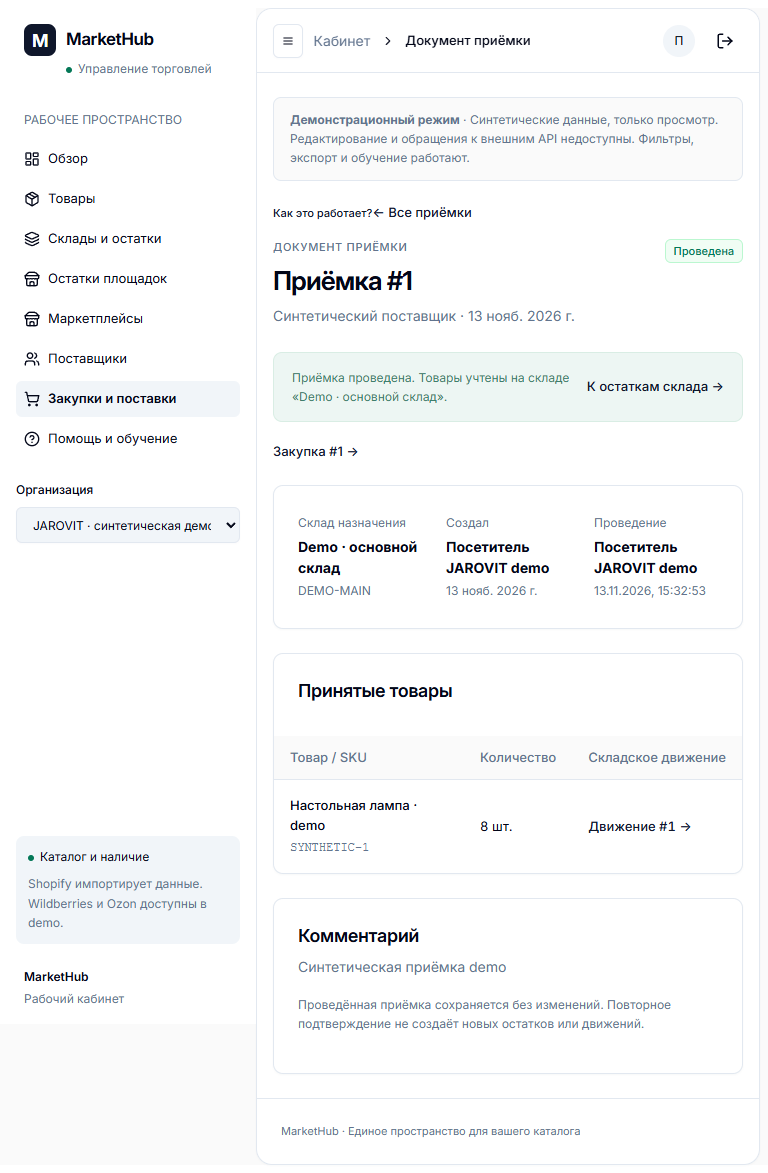 M MarketHub
Управление торговлей
РАБОЧЕЕ ПРОСТРАНСТВО
Обзор
Товары
Склады и остатки
Остатки площадок
Маркетплейсы
Поставщики
Закупки и поставки
Помощь и обучение
Организация
JAROVIT · синтетическая демо
Каталог и наличие
Shopify импортирует данные.
Wildberries и Ozon доступны в
demo.
MarketHub
Рабочий кабинет
Кабинет > Документ приёмки
П
Демонстрационный режим · Синтетические данные, только просмотр.
Редактирование и обращения к внешним API недоступны. Фильтры,
экспорт и обучение работают.
Как это работает?← Все приёмки
ДОКУМЕНТ ПРИЁМКИ
Проведена
Приёмка #1
Синтетический поставщик · 13 нояб. 2026 г.
Приёмка проведена. Товары учтены на складе
«Demo · основной склад».
К остаткам склада →
Закупка #1 →
Склад назначения
Demo · основной
склад
DEMO-MAIN
Создал
Посетитель
JAROVIT demo
13 нояб. 2026 г.
Проведение
Посетитель
JAROVIT demo
13.11.2026, 15:32:53
Принятые товары
Товар / SKU Количество Складское движение
Настольная лампа ·
demo
SYNTHETIC-1
8 шт.
Движение #1 →
Комментарий
Синтетическая приёмка demo
Проведённая приёмка сохраняется без изменений. Повторное
подтверждение не создаёт новых остатков или движений.
MarketHub · Единое пространство для вашего каталога